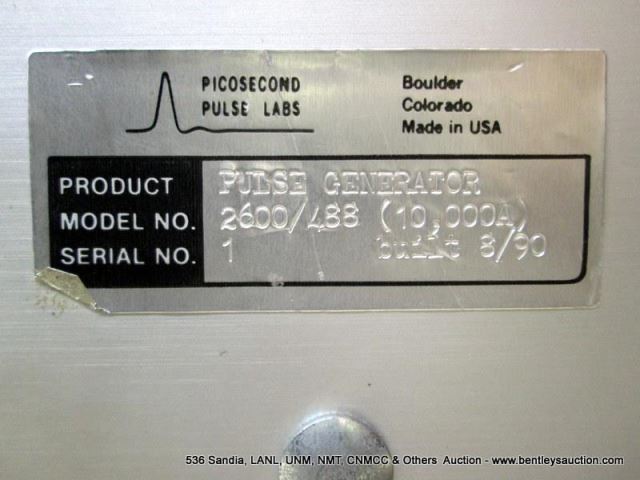 PICOSECOND
PULSE LABS
Boulder
Colorado
Made in USA
PRODUCT PULSE GENERATOR
MODEL NO. 2600/488 (10,000A)
SERIAL NO. 1 built 8/90
536 Sandia, LANL, UNM, NMT, CNMCC & Others Auction - www.bentleysauction.com